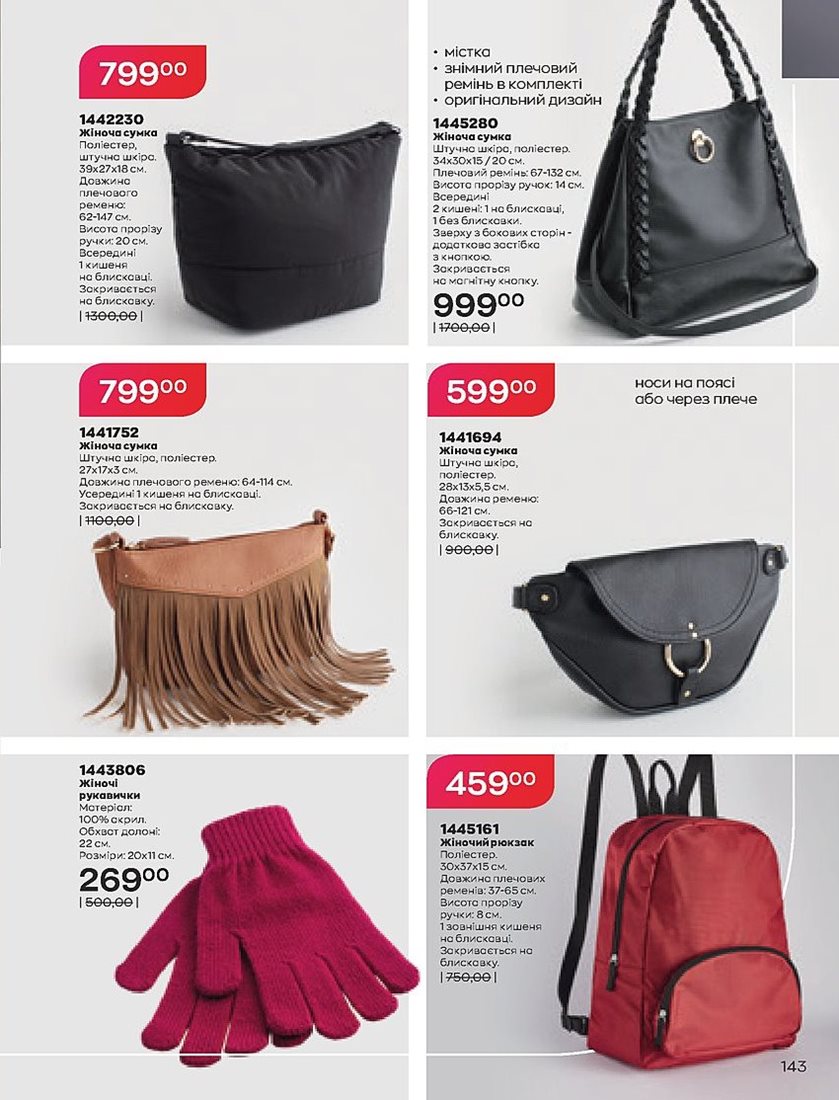 799⁰⁰
1442230
Жіноча сумка
Поліестер,
штучна шкіра.
39х27х18 см.
Довжина
плечового
ременю:
62-147 см.
Висота прорізу
ручки: 20 см.
Всередині
1 кишеня
на блискавці.
Закривається
на блискавку.
| 1300,00 |
• містка
• знімний плечовий
ремінь в комплекті
• оригінальний дизайн
1445280
Жіноча сумка
Штучна шкіра, поліестер.
34х30х15 / 20 см.
Плечовий ремінь: 67-132 см.
Висота прорізу ручок: 14 см.
Всередині
2 кишені: 1 на блискавці,
1 без блискавки.
Зверху з бокових сторін -
додаткова застібка
з кнопкою.
Закривається
на магнітну кнопку.
999⁰⁰
| 1700,00 |
799⁰⁰
1441752
Жіноча сумка
Штучна шкіра, поліестер.
27х17х3 см.
Довжина плечового ременю: 64-114 см.
Усередині 1 кишеня на блискавці.
Закривається на блискавку.
| 1100,00 |
599⁰⁰
носи на поясі
або через плече
1441694
Жіноча сумка
Штучна шкіра,
поліестер.
28х13х5,5 см.
Довжина ременю:
66-121 см.
Закривається на
блискавку.
| 900,00 |
1443806
Жіночі
рукавички
Матеріал:
100% акрил.
Обхват долоні:
22 см.
Розміри: 20х11 см.
269⁰⁰
| 500,00 |
459⁰⁰
1445161
Жіночий рюкзак
Поліестер.
30х37х15 см.
Довжина плечових
ременів: 37-65 см.
Висота прорізу
ручки: 8 см.
1 зовнішня кишеня
на блискавці.
Закривається на
блискавку.
| 750,00 |
143